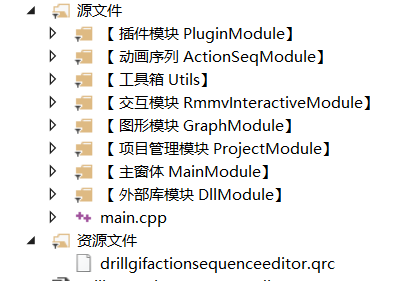 源文件
【 插件模块 PluginModule】
【 动画序列 ActionSeqModule】
【 工具箱 Utils】
【 交互模块 RmmvInteractiveModule】
【 图形模块 GraphModule】
【 项目管理模块 ProjectModule】
【 主窗体 MainModule】
【 外部库模块 DllModule】
main.cpp
资源文件
drillgifactionsequenceeditor.qrc